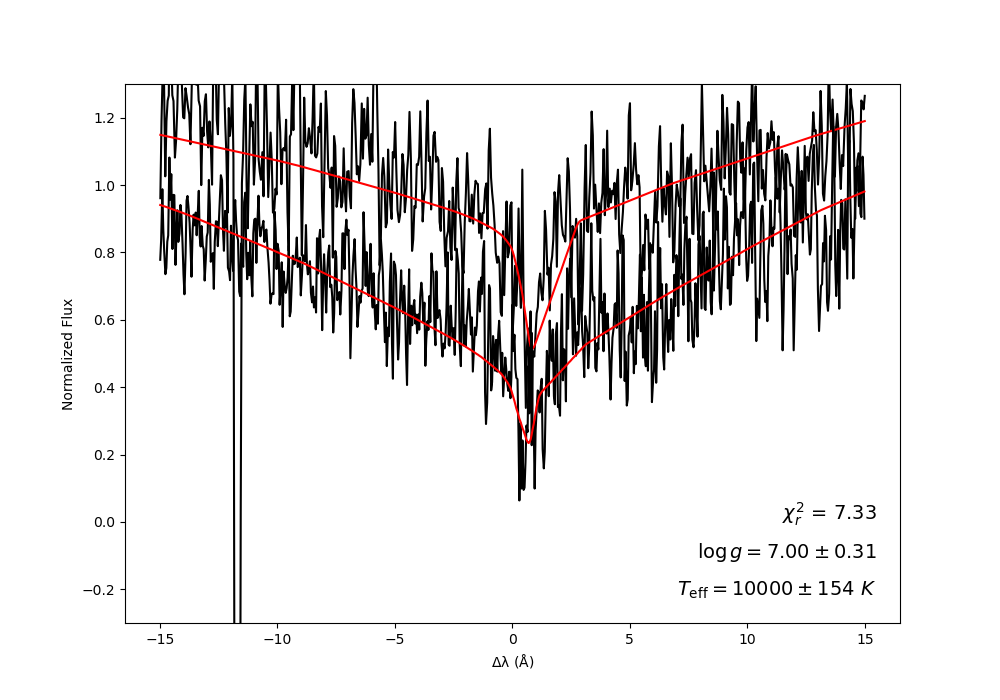 1.2
1.0
0.8
0.6
0.4
0.2
0.0
−0.2
Normalized Flux
χ²ᵣ = 7.33
log g = 7.00 ± 0.31
T_eff = 10000 ± 154 K
−15 −10 −5 0 5 10 15
Δλ (Å)